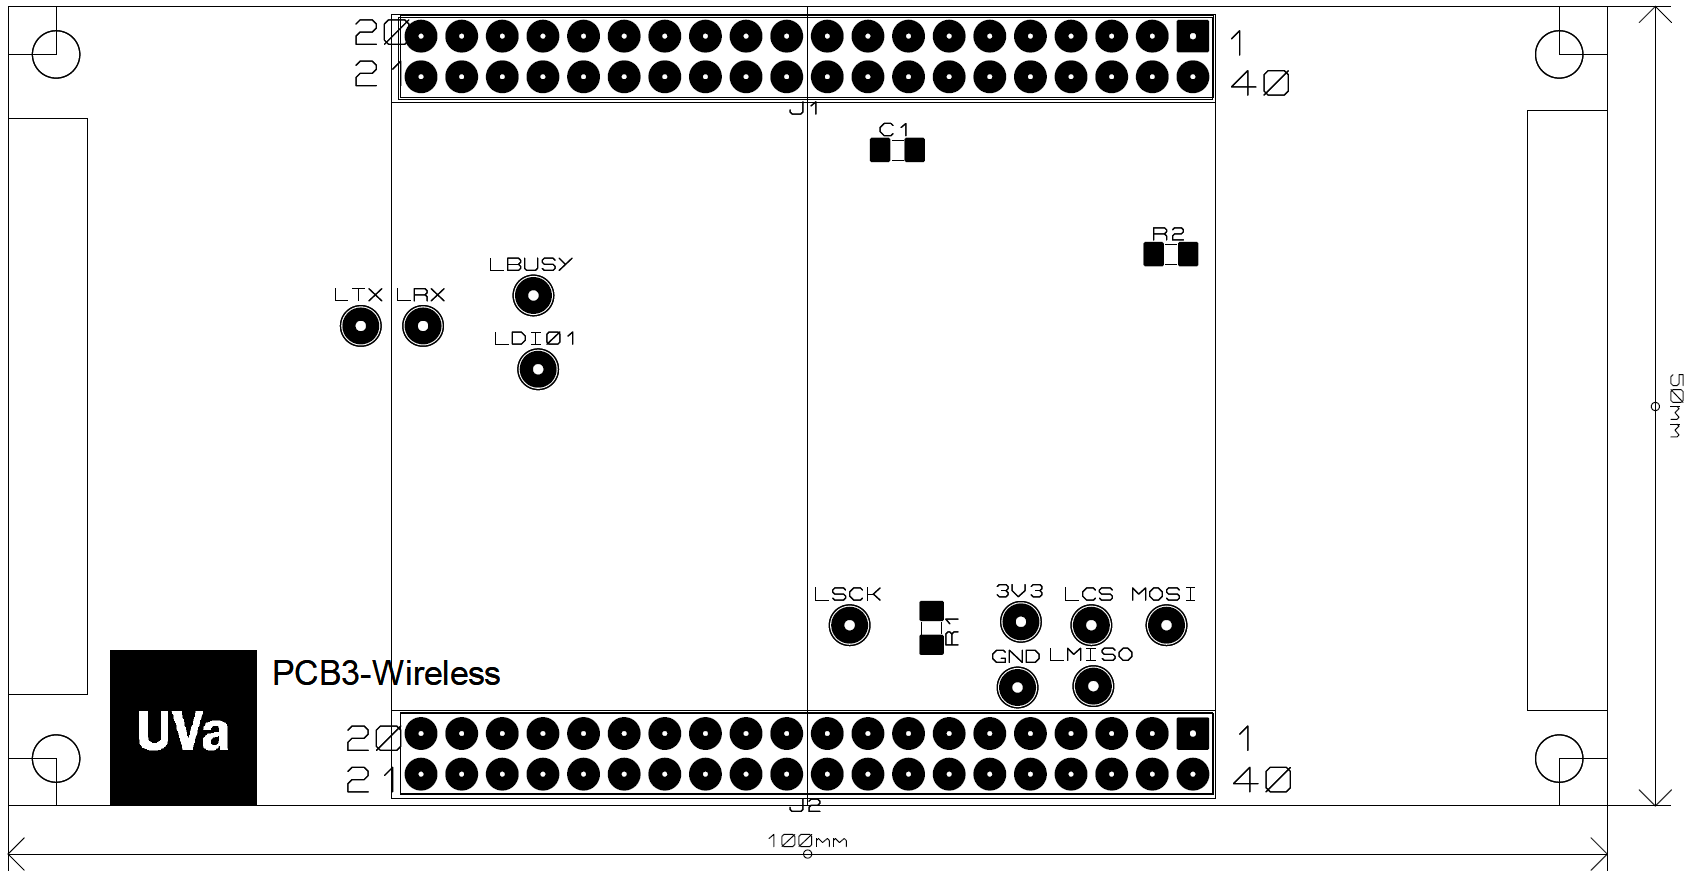 20 1
21 40
J1
C1
R2
LBUSY
LTX LRX
LDI01
50mm
LSCK 3V3 LCS MOSI
R1
GND LMISO
PCB3-Wireless
UVa
20 1
21 40
J2
100mm